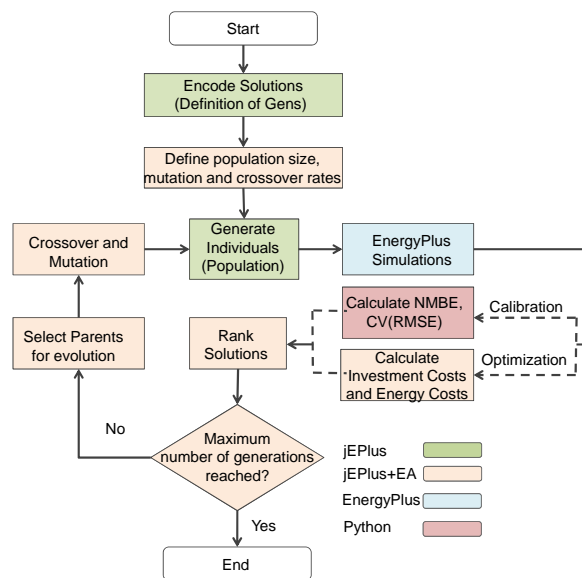 Start
Encode Solutions
(Definition of Gens)
Define population size,
mutation and crossover rates
Crossover and
Mutation
Generate
Individuals
(Population)
EnergyPlus
Simulations
Calculate NMBE,
CV(RMSE)
Calibration
Select Parents
for evolution
Rank
Solutions
Calculate
Investment Costs
and Energy Costs
Optimization
No
Maximum
number of generations
reached?
Yes
End
jEPlus
jEPlus+EA
EnergyPlus
Python